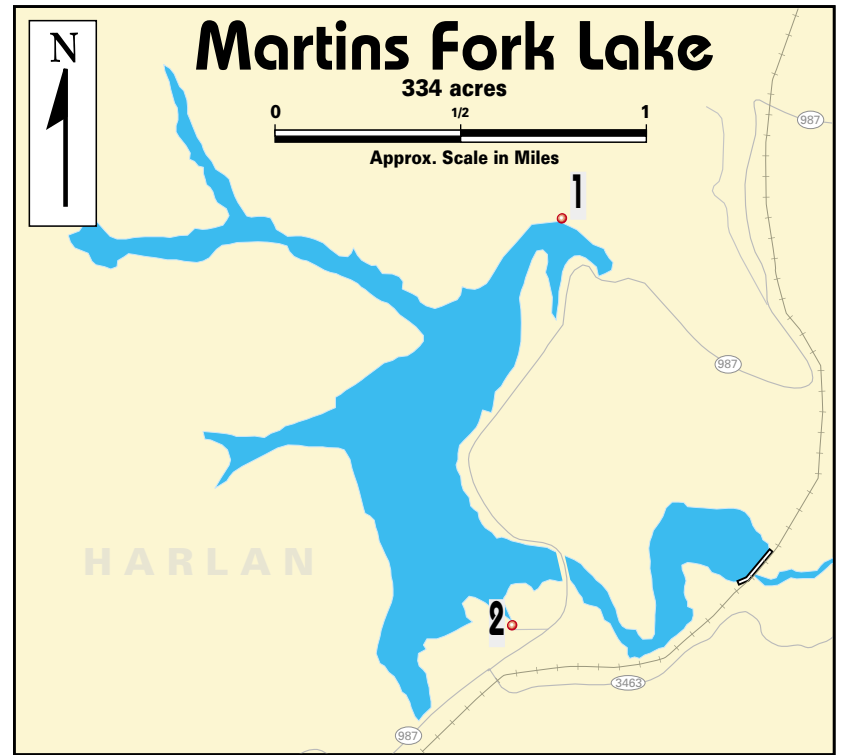 N
Martins Fork Lake
334 acres
0 1/2 1
Approx. Scale in Miles
987
1
987
HARLAN
2
3463
987